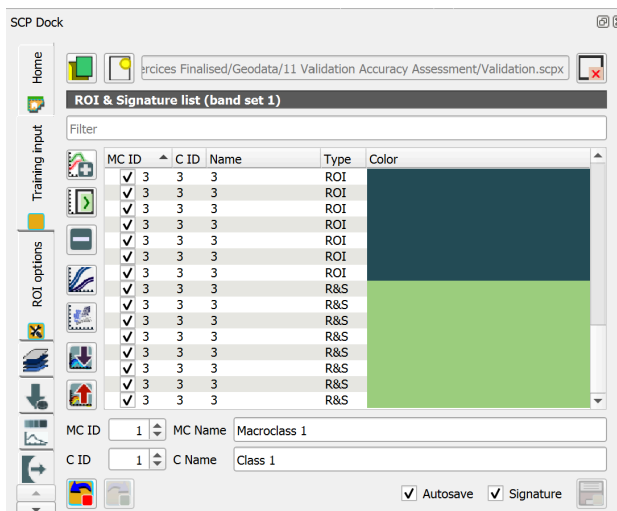 SCP Dock
Home
Training input
ROI options
ercices Finalised/Geodata/11 Validation Accuracy Assessment/Validation.scpx
ROI & Signature list (band set 1)
Filter
MC ID C ID Name Type Color
3 3 3 ROI
3 3 3 ROI
3 3 3 ROI
3 3 3 ROI
3 3 3 ROI
3 3 3 ROI
3 3 3 ROI
3 3 3 R&S
3 3 3 R&S
3 3 3 R&S
3 3 3 R&S
3 3 3 R&S
3 3 3 R&S
3 3 3 R&S
3 3 3 R&S
MC ID 1 MC Name Macroclass 1
C ID 1 C Name Class 1
Autosave Signature